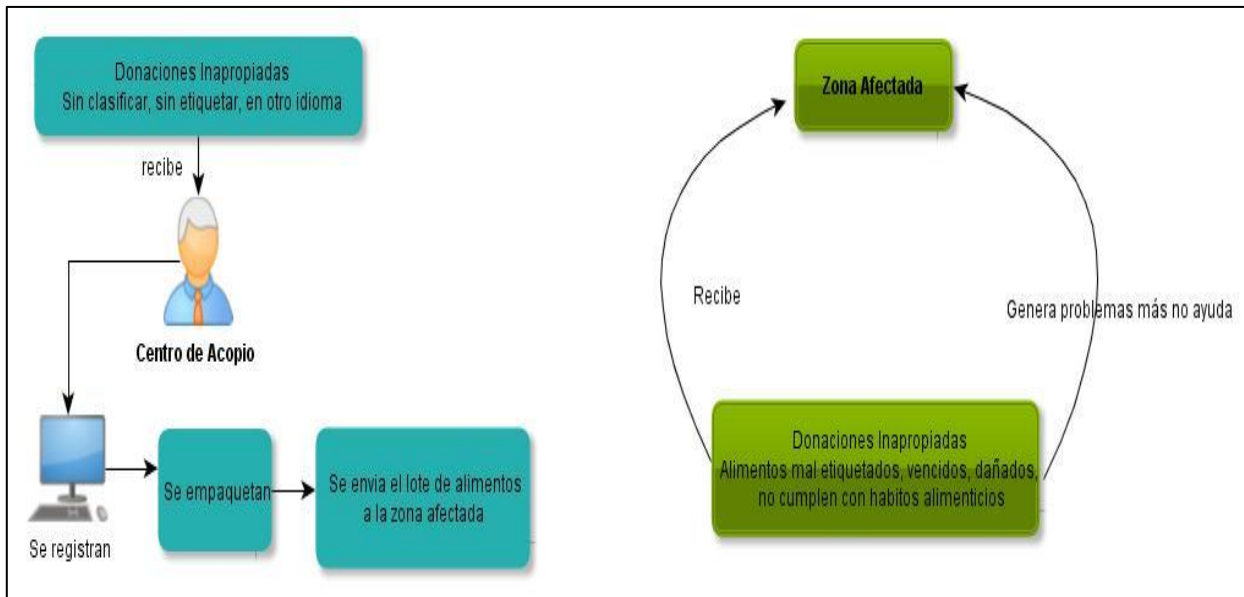 Donaciones Inapropiadas
Sin clasificar, sin etiquetar, en otro idioma
recibe
Centro de Acopio
Se registran
Se empaquetan
Se envia el lote de alimentos
a la zona afectada
Zona Afectada
Recibe
Genera problemas más no ayuda
Donaciones Inapropiadas
Alimentos mal etiquetados, vencidos, dañados,
no cumplen con habitos alimenticios